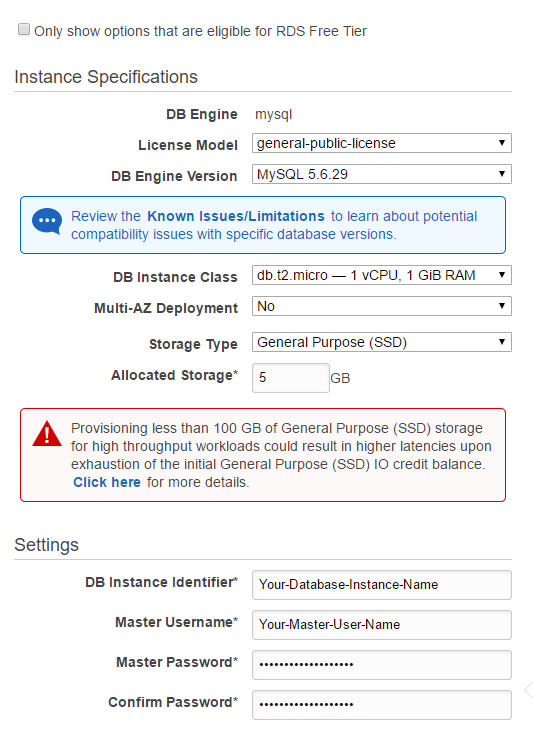 Only show options that are eligible for RDS Free Tier
Instance Specifications
DB Engine mysql
License Model general-public-license
DB Engine Version MySQL 5.6.29
Review the Known Issues/Limitations to learn about potential
compatibility issues with specific database versions.
DB Instance Class db.t2.micro — 1 vCPU, 1 GiB RAM
Multi-AZ Deployment No
Storage Type General Purpose (SSD)
Allocated Storage* 5 GB
Provisioning less than 100 GB of General Purpose (SSD) storage
for high throughput workloads could result in higher latencies upon
exhaustion of the initial General Purpose (SSD) IO credit balance.
Click here for more details.
Settings
DB Instance Identifier* Your-Database-Instance-Name
Master Username* Your-Master-User-Name
Master Password* •••••••••••••••••••
Confirm Password* •••••••••••••••••••